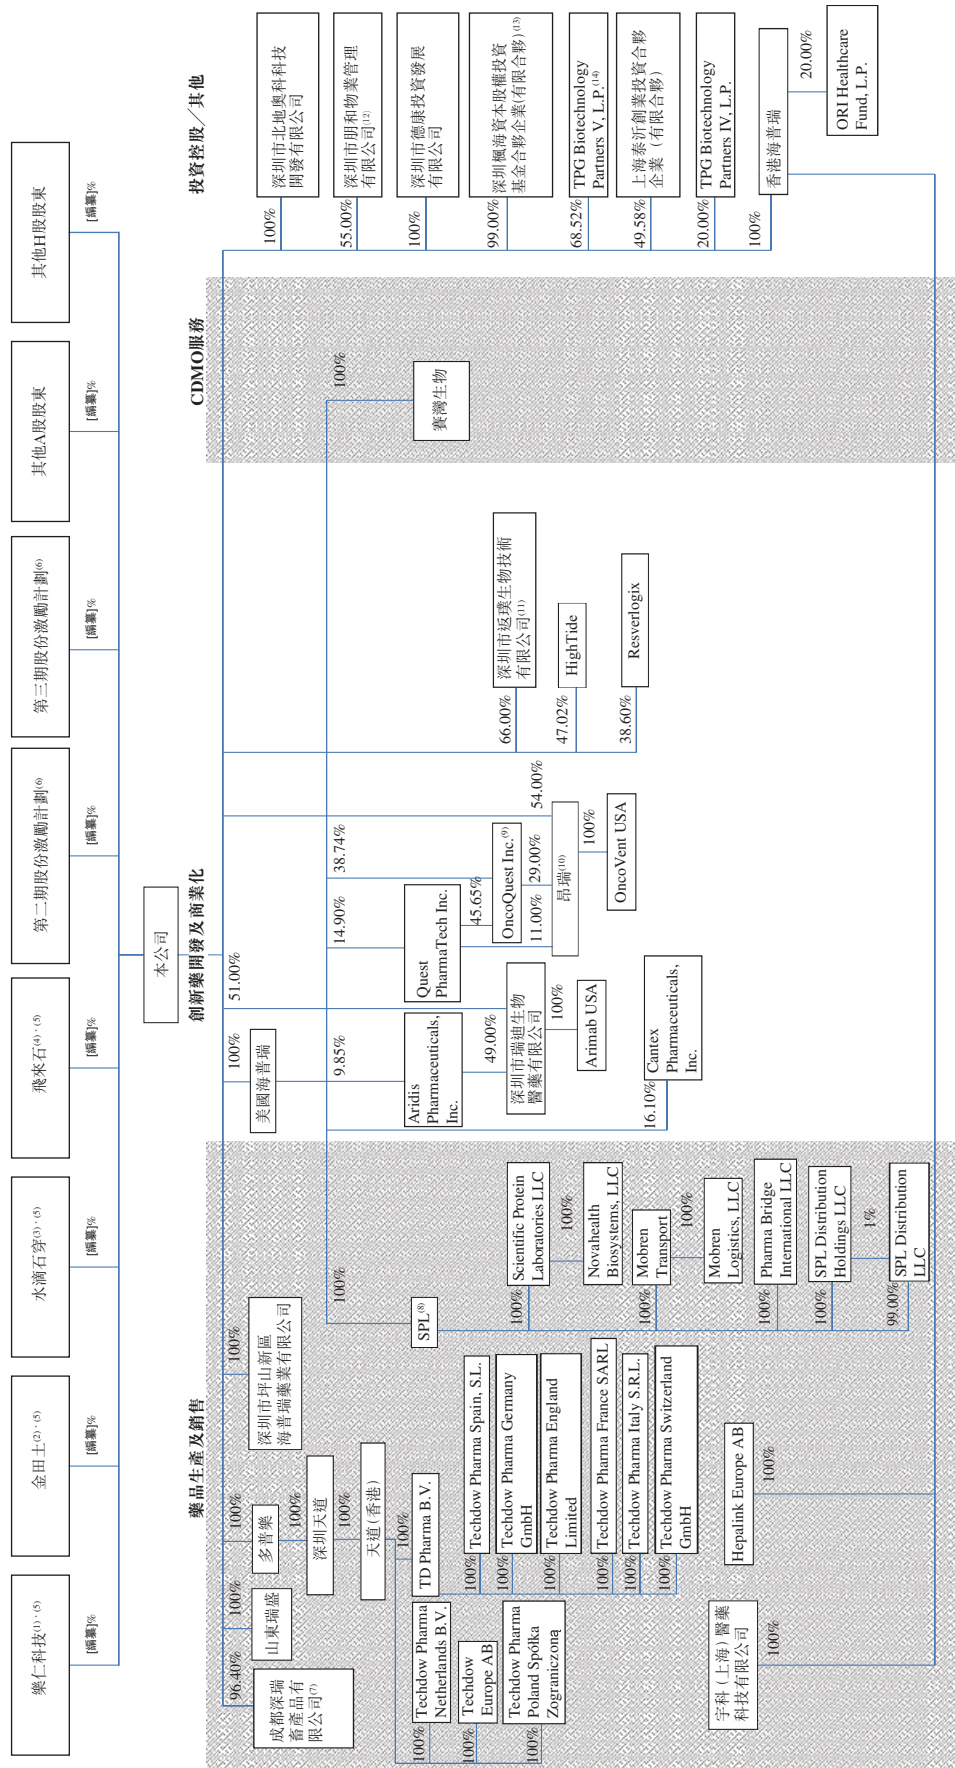 樂仁科技(1)、(5)
金田土(2)、(5)
水滴石穿(3)、(5)
飛來石(4)、(5)
第二期股份激勵計劃(6)
第三期股份激勵計劃(6)
其他A股股東
其他H股股東
[編纂]%
[編纂]%
[編纂]%
[編纂]%
[編纂]%
[編纂]%
[編纂]%
[編纂]%
本公司
藥品生產及銷售
創新藥開發及商業化
CDMO服務
投資控股／其他
96.40%
100%
100%
100%
100%
51.00%
成都深瑞
畜產品有
限公司(7)
山東瑞盛
多普樂
深圳市坪山新區
海普瑞藥業有限公司
美國海普瑞
100%
深圳天道
100%
天道(香港)
100%
TD Pharma B.V.
100%
Techdow Pharma
Netherlands B.V.
100%
Techdow
Europe AB
100%
Techdow Pharma
Poland Spółka
Zograniczoną
100%
Techdow Pharma Spain, S.L.
100%
Techdow Pharma Germany
GmbH
100%
Techdow Pharma England
Limited
100%
Techdow Pharma France SARL
100%
Techdow Pharma Italy S.R.L.
100%
Techdow Pharma Switzerland
GmbH
100%
SPL(8)
100%
Scientific Protein
Laboratories LLC
100%
Novahealth
Biosystems, LLC
100%
Mobren
Transport
100%
Mobren
Logistics, LLC
100%
Pharma Bridge
International LLC
100%
SPL Distribution
Holdings LLC
1%
99.00%
SPL Distribution
LLC
宇科(上海)醫藥
科技有限公司
100%
Hepalink Europe AB
100%
9.85%
Aridis
Pharmaceuticals,
Inc.
49.00%
深圳市瑞迪生物
醫藥有限公司
100%
Arimab USA
16.10%
Cantex
Pharmaceuticals,
Inc.
14.90%
38.74%
Quest
PharmaTech Inc.
45.65%
OncoQuest Inc.(9)
11.00%
29.00%
54.00%
昂瑞(10)
100%
OncoVent USA
66.00%
深圳市返璞生物技術
有限公司(11)
47.02%
HighTide
38.60%
Resverlogix
100%
賽灣生物
100%
深圳市北地奧科科技
開發有限公司
55.00%
深圳市朋和物業管理
有限公司(12)
100%
深圳市德康投資發展
有限公司
99.00%
深圳楓海資本股權投資
基金合夥企業(有限合夥)(13)
68.52%
TPG Biotechnology
Partners V, L.P.(14)
49.58%
上海泰沂創業投資合夥
企業（有限合夥）
20.00%
TPG Biotechnology
Partners IV, L.P.
100%
香港海普瑞
20.00%
ORI Healthcare
Fund, L.P.